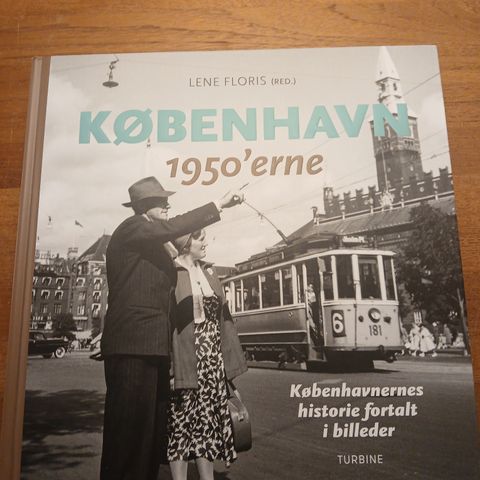 LENE FLORIS (RED.)
KØBENHAVN
1950'erne
6
181
Københavnernes
historie fortalt
i billeder
TURBINE